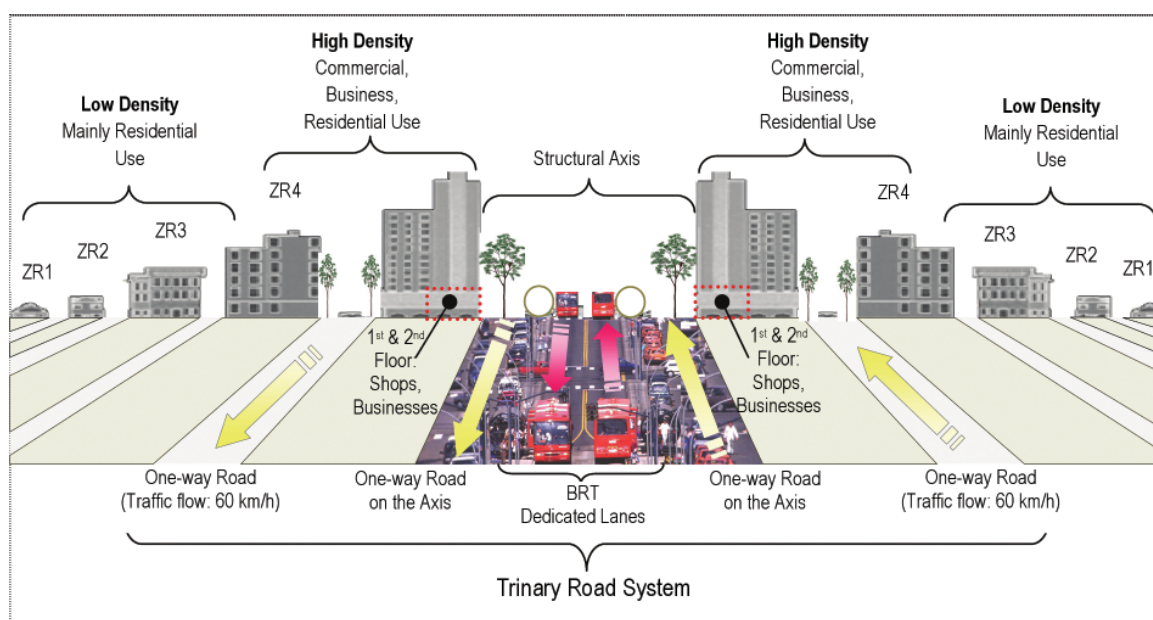 High Density
Commercial,
Business,
Residential Use
High Density
Commercial,
Business,
Residential Use
Low Density
Mainly Residential
Use
Low Density
Mainly Residential
Use
Structural Axis
ZR4
ZR4
ZR3
ZR2
ZR1
ZR3
ZR2
ZR1
1st & 2nd
Floor:
Shops,
Businesses
1st & 2nd
Floor:
Shops,
Businesses
One-way Road
(Traffic flow: 60 km/h)
One-way Road
on the Axis
BRT
Dedicated Lanes
One-way Road
on the Axis
One-way Road
(Traffic flow: 60 km/h)
Trinary Road System